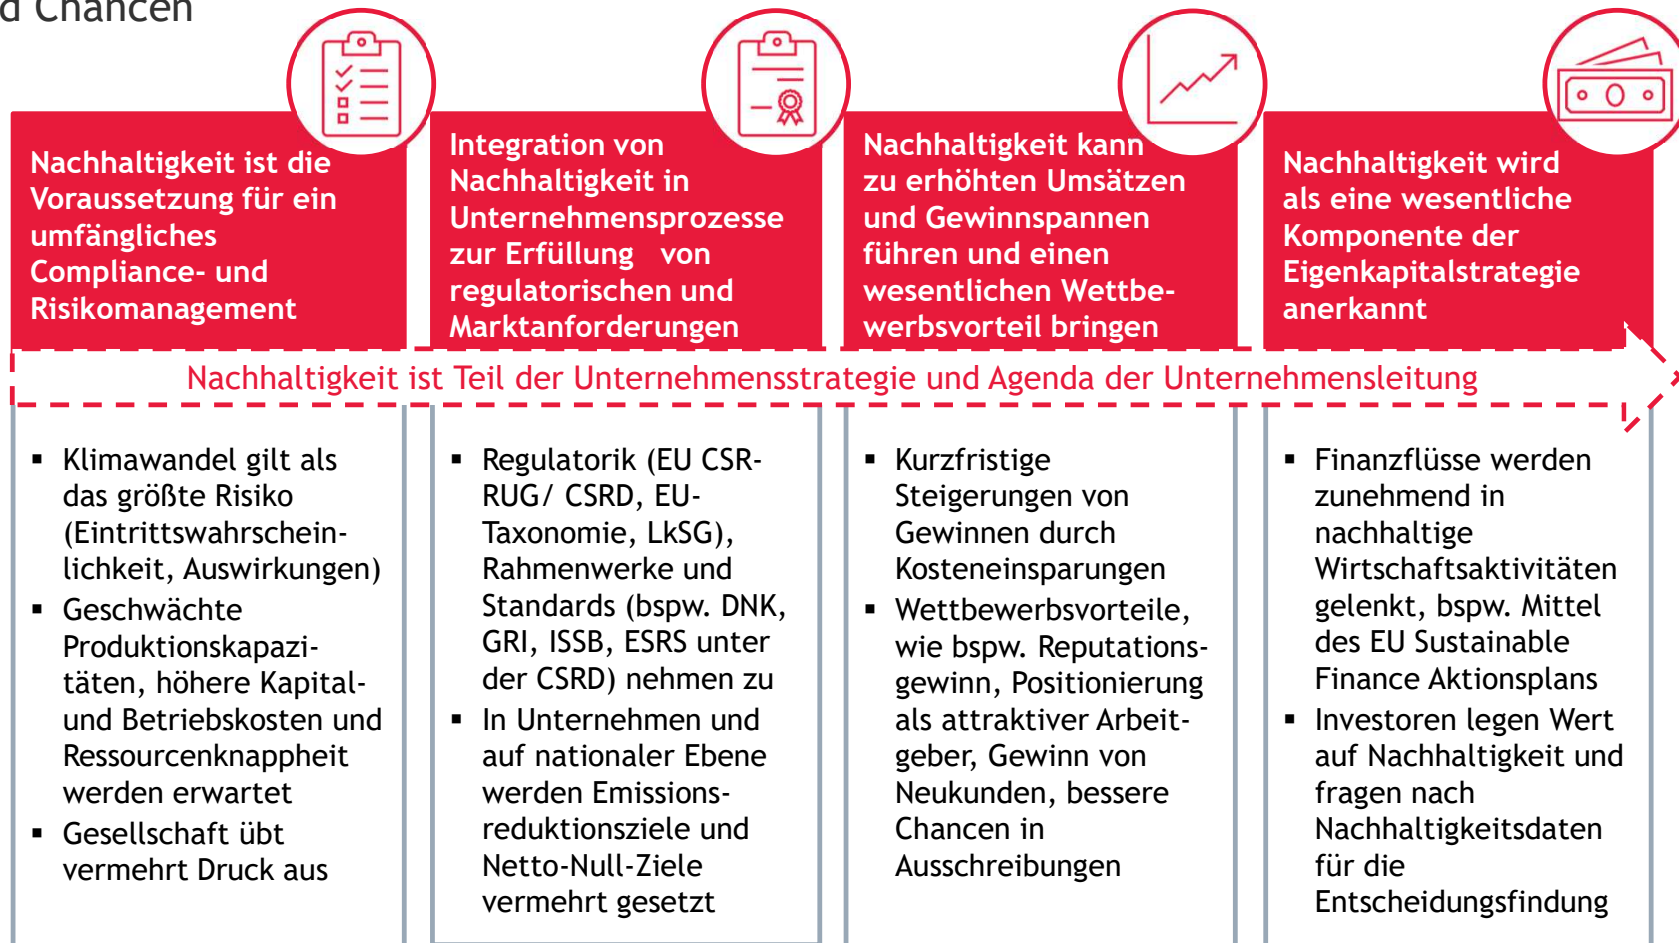 d Chancen
Nachhaltigkeit ist die
Voraussetzung für ein
umfängliches
Compliance- und
Risikomanagement
Integration von
Nachhaltigkeit in
Unternehmensprozesse
zur Erfüllung von
regulatorischen und
Marktanforderungen
Nachhaltigkeit kann
zu erhöhten Umsätzen
und Gewinnspannen
führen und einen
wesentlichen Wettbe-
werbsvorteil bringen
Nachhaltigkeit wird
als eine wesentliche
Komponente der
Eigenkapitalstrategie
anerkannt
Nachhaltigkeit ist Teil der Unternehmensstrategie und Agenda der Unternehmensleitung
▪ Klimawandel gilt als
das größte Risiko
(Eintrittswahrschein-
lichkeit, Auswirkungen)
▪ Geschwächte
Produktionskapazi-
täten, höhere Kapital-
und Betriebskosten und
Ressourcenknappheit
werden erwartet
▪ Gesellschaft übt
vermehrt Druck aus
▪ Regulatorik (EU CSR-
RUG/ CSRD, EU-
Taxonomie, LkSG),
Rahmenwerke und
Standards (bspw. DNK,
GRI, ISSB, ESRS unter
der CSRD) nehmen zu
▪ In Unternehmen und
auf nationaler Ebene
werden Emissions-
reduktionsziele und
Netto-Null-Ziele
vermehrt gesetzt
▪ Kurzfristige
Steigerungen von
Gewinnen durch
Kosteneinsparungen
▪ Wettbewerbsvorteile,
wie bspw. Reputations-
gewinn, Positionierung
als attraktiver Arbeit-
geber, Gewinn von
Neukunden, bessere
Chancen in
Ausschreibungen
▪ Finanzflüsse werden
zunehmend in
nachhaltige
Wirtschaftsaktivitäten
gelenkt, bspw. Mittel
des EU Sustainable
Finance Aktionsplans
▪ Investoren legen Wert
auf Nachhaltigkeit und
fragen nach
Nachhaltigkeitsdaten
für die
Entscheidungsfindung